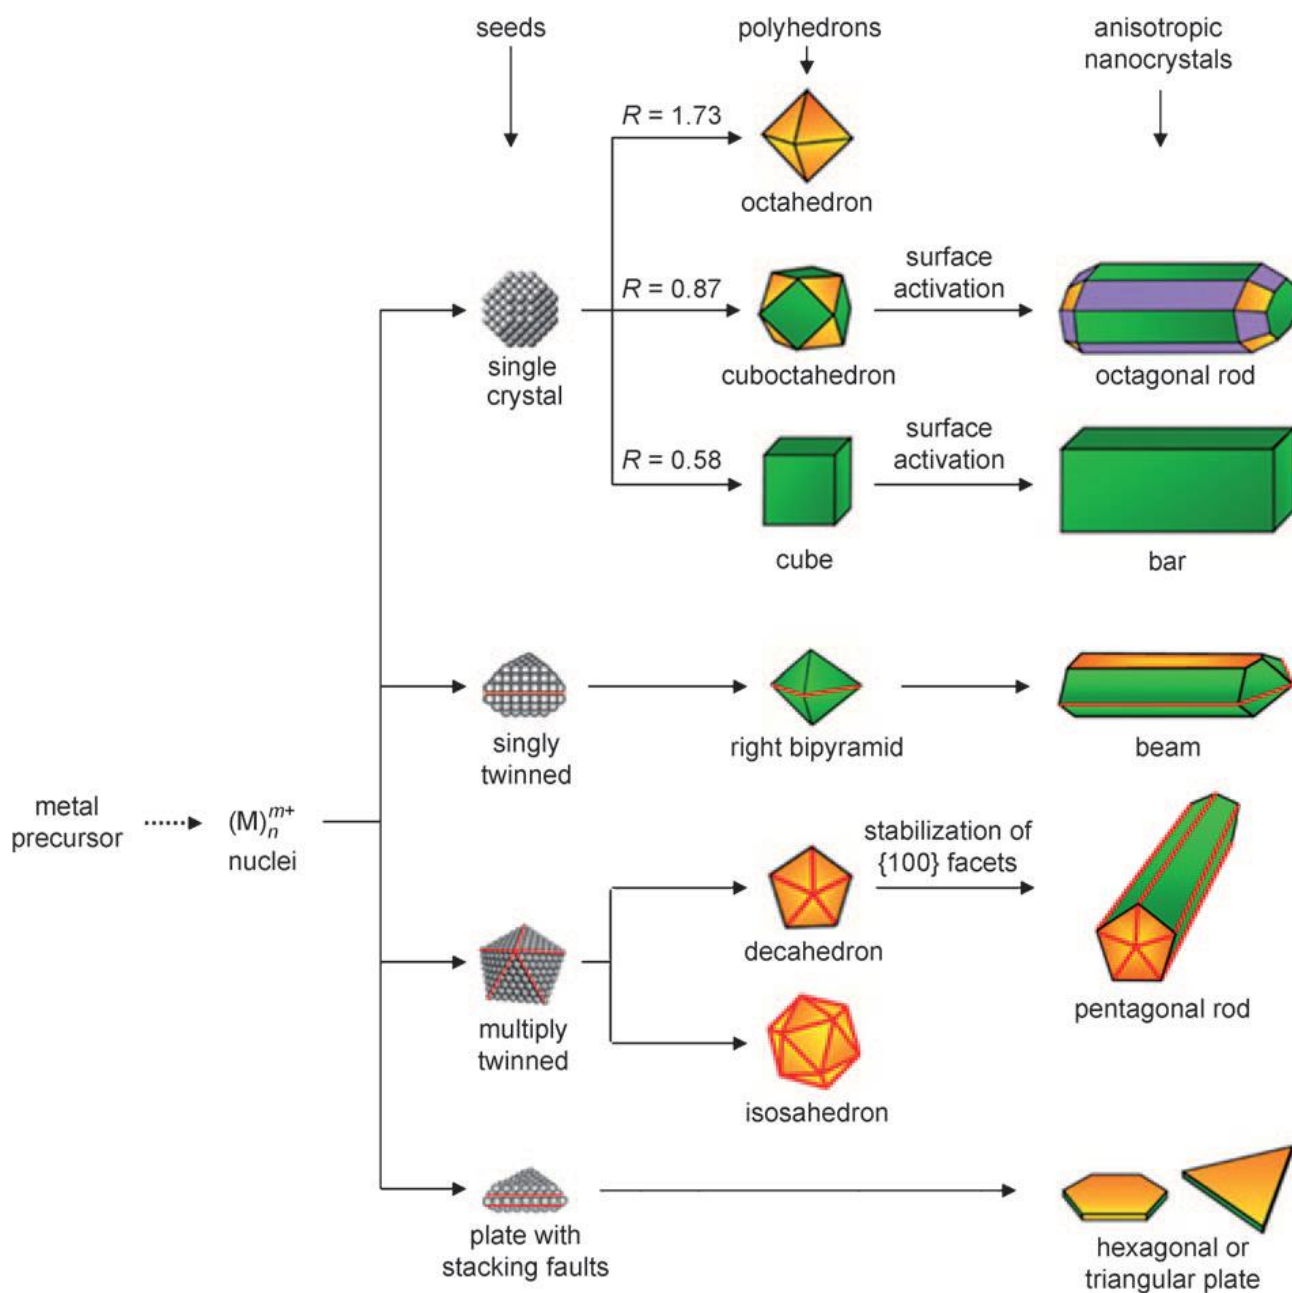 seeds
polyhedrons
anisotropic
nanocrystals
R = 1.73
octahedron
R = 0.87
surface
activation
single
crystal
cuboctahedron
octagonal rod
R = 0.58
surface
activation
cube
bar
singly
twinned
right bipyramid
beam
metal
precursor
(M)ₙᵐ⁺
nuclei
stabilization of
{100} facets
decahedron
pentagonal rod
multiply
twinned
isosahedron
plate with
stacking faults
hexagonal or
triangular plate